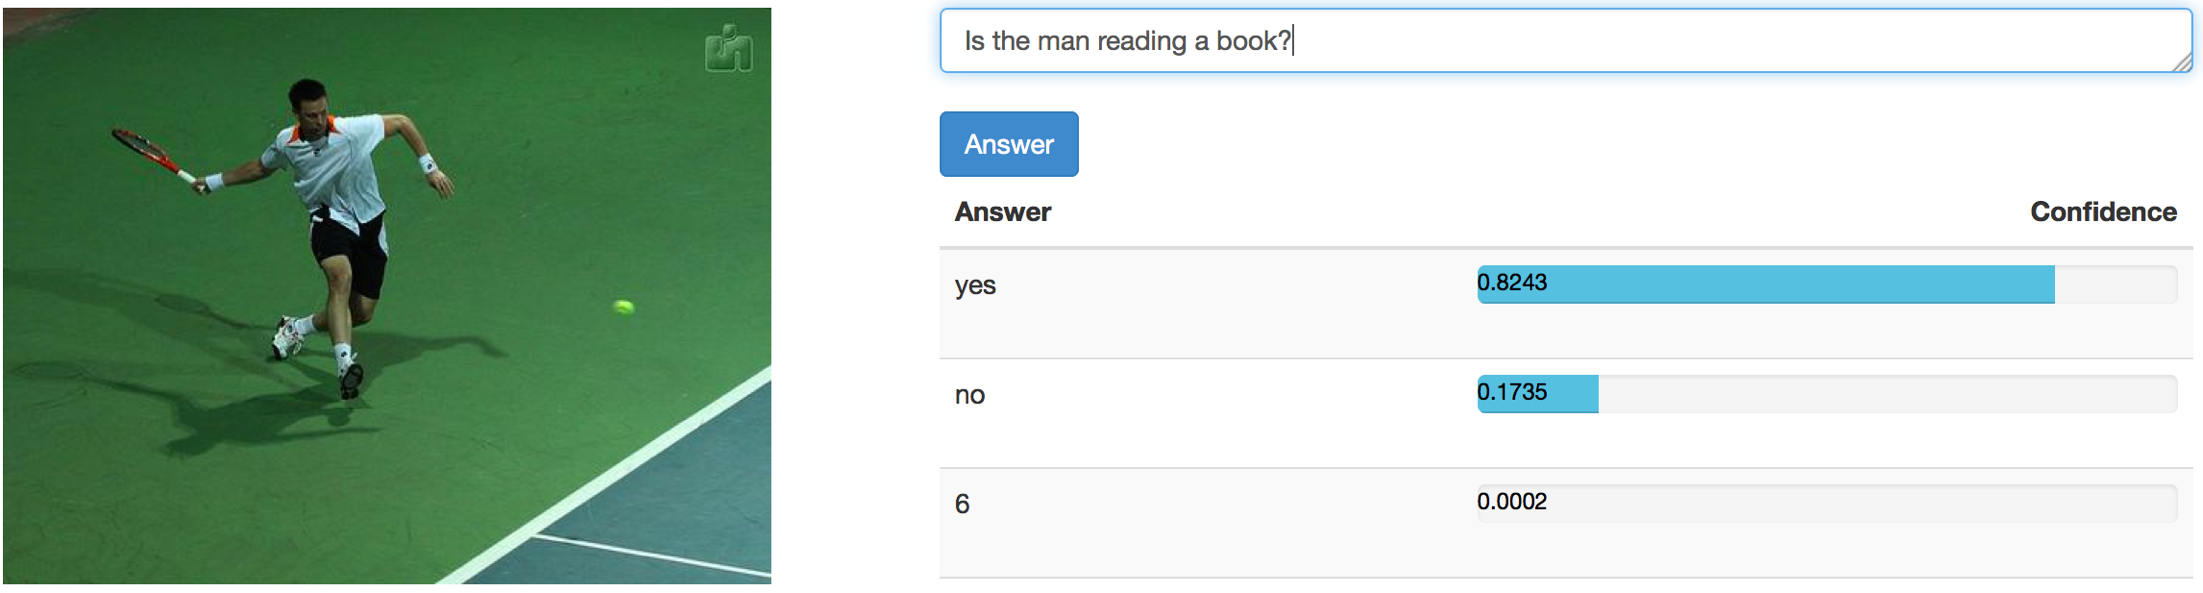 Is the man reading a book?
Answer
Answer Confidence
yes 0.8243
no 0.1735
6 0.0002